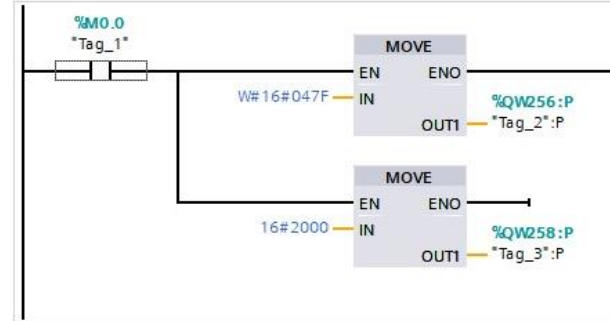 %M0.0
"Tag_1"
MOVE
EN ENO
W#16#047F IN
%QW256:P
OUT1 "Tag_2":P
MOVE
EN ENO
16#2000 IN
%QW258:P
OUT1 "Tag_3":P